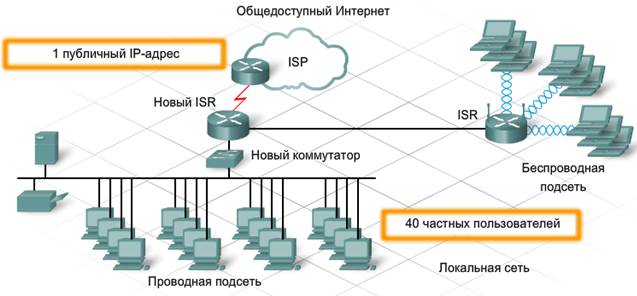 Общедоступный Интернет
1 публичный IP-адрес
ISP
Новый ISR
ISR
Новый коммутатор
Беспроводная
подсеть
40 частных пользователей
Проводная подсеть
Локальная сеть